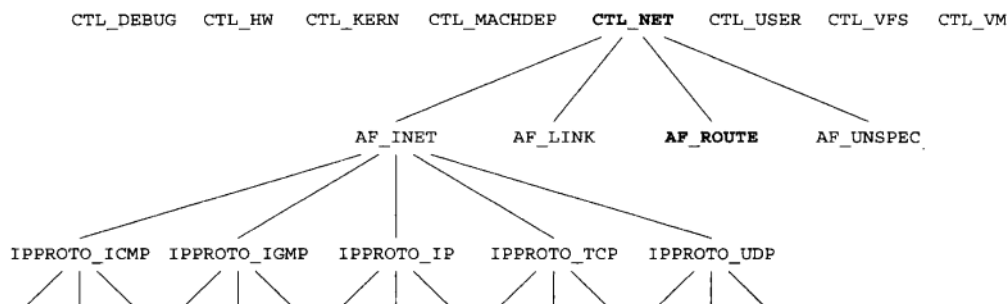 CTL_DEBUG CTL_HW CTL_KERN CTL_MACHDEP CTL_NET CTL_USER CTL_VFS CTL_VM
AF_INET AF_LINK AF_ROUTE AF_UNSPEC
IPPROTO_ICMP IPPROTO_IGMP IPPROTO_IP IPPROTO_TCP IPPROTO_UDP